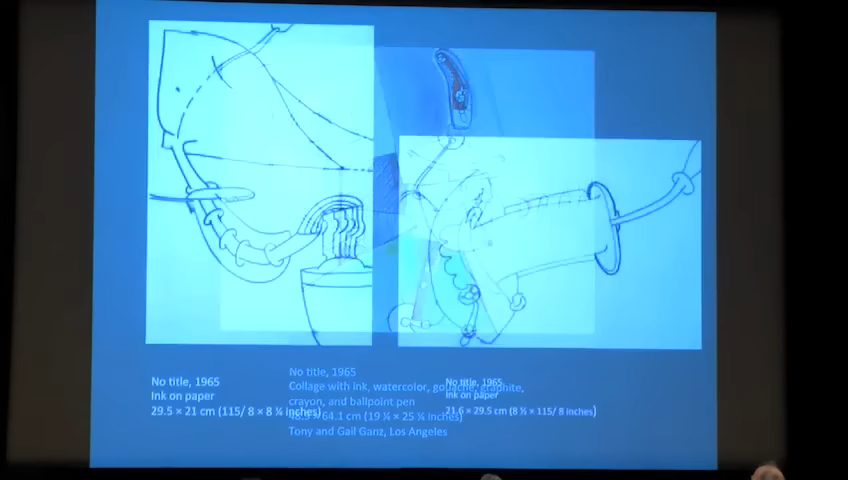 No title, 1965
Ink on paper
29.5 × 21 cm (115/ 8 × 8 ¼ inches)
No title, 1965
Collage with ink, watercolor, gouache, graphite,
crayon, and ballpoint pen
64.1 cm (19 ¼ × 25 ¼ inches)
Tony and Gail Ganz, Los Angeles
No title, 1965
Ink on paper
21.6 × 29.5 cm (8 ½ × 115/ 8 inches)